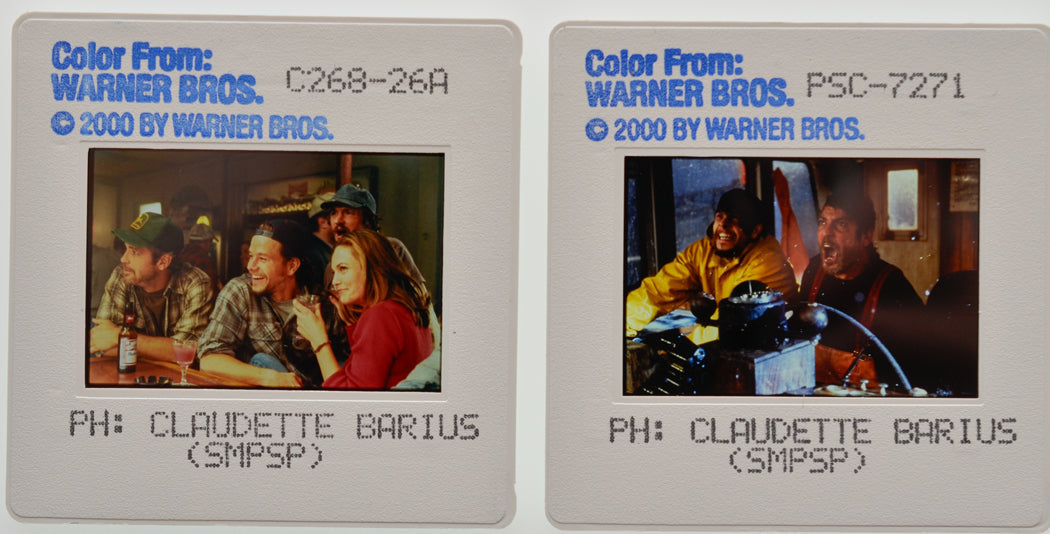 Color From:
WARNER BROS.
C268-26A
© 2000 BY WARNER BROS.
PH: CLAUDETTE BARIUS
(SMPSP)
Color From:
WARNER BROS.
PSC-7271
© 2000 BY WARNER BROS.
PH: CLAUDETTE BARIUS
(SMPSP)